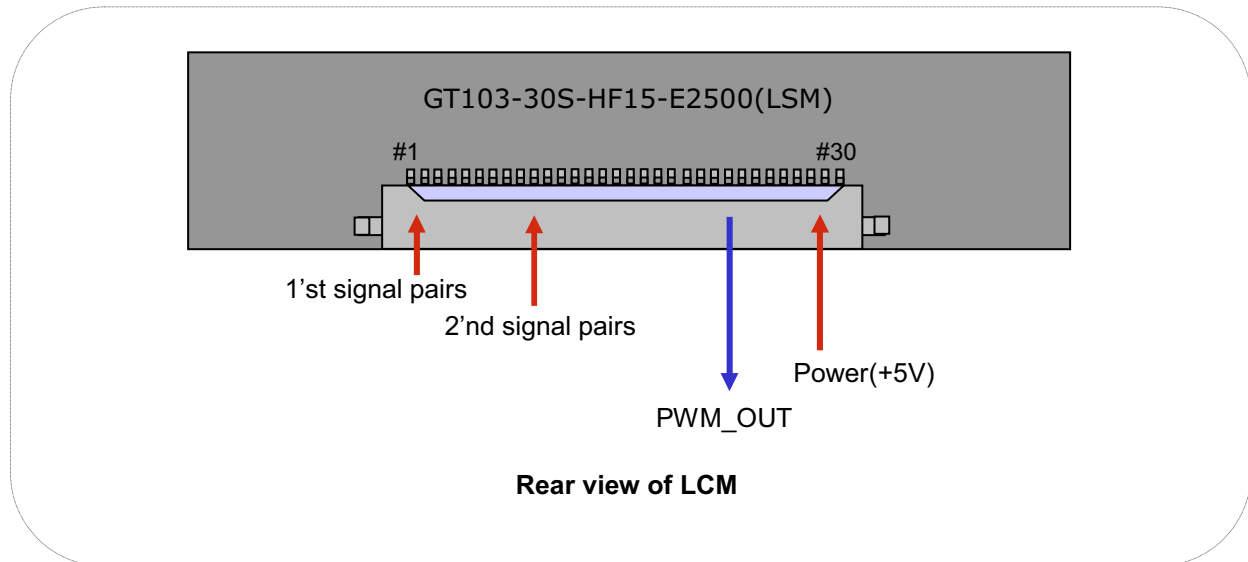 GT103-30S-HF15-E2500(LSM)
#1
#30
1'st signal pairs
2'nd signal pairs
Power(+5V)
PWM_OUT
Rear view of LCM